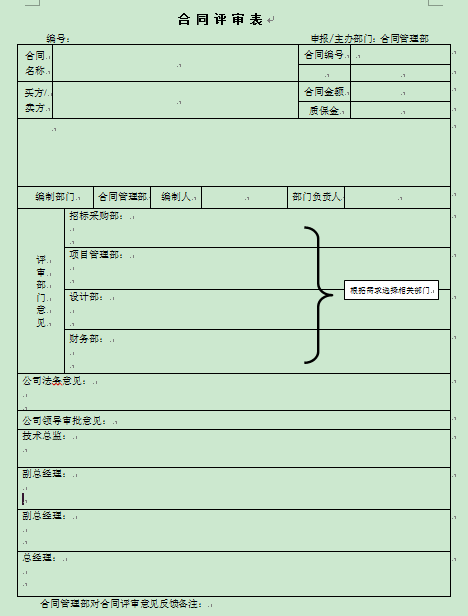 合同评审表
编号: 申报/主办部门: 合同管理部
合同名称 合同编号
买方/卖方 合同金额
质保金
编制部门 合同管理部 编制人 部门负责人
评审部门意见
招标采购部:
项目管理部:
设计部:
财务部:
根据需求选择相关部门
公司法务意见:
公司领导审批意见:
技术总监:
副总经理:
副总经理:
总经理:
合同管理部对合同评审意见反馈备注: